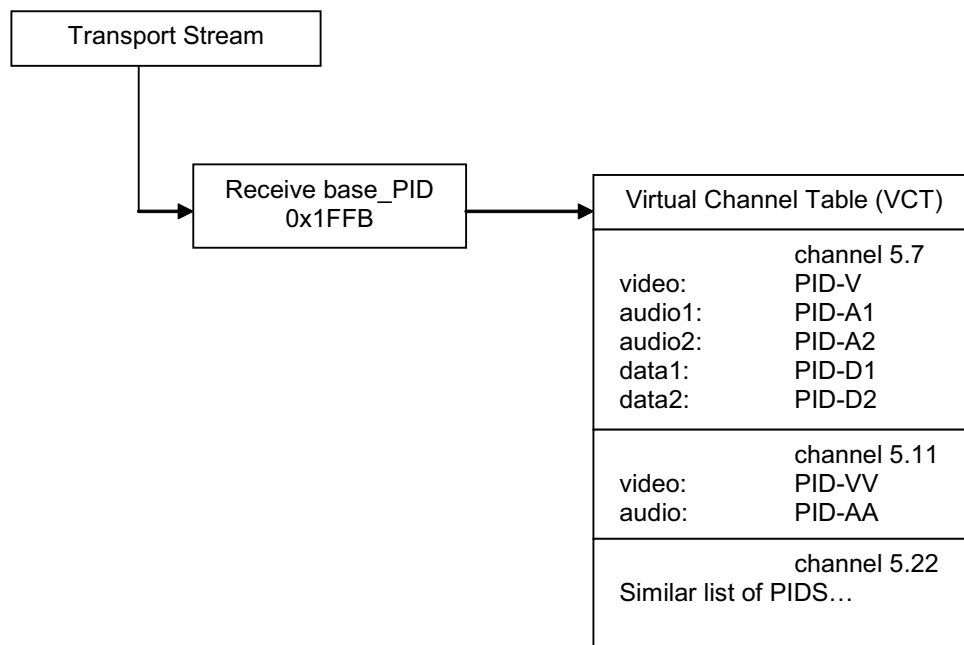 Transport Stream
Receive base_PID
0x1FFB
Virtual Channel Table (VCT)
channel 5.7
video: PID-V
audio1: PID-A1
audio2: PID-A2
data1: PID-D1
data2: PID-D2
channel 5.11
video: PID-VV
audio: PID-AA
channel 5.22
Similar list of PIDS…